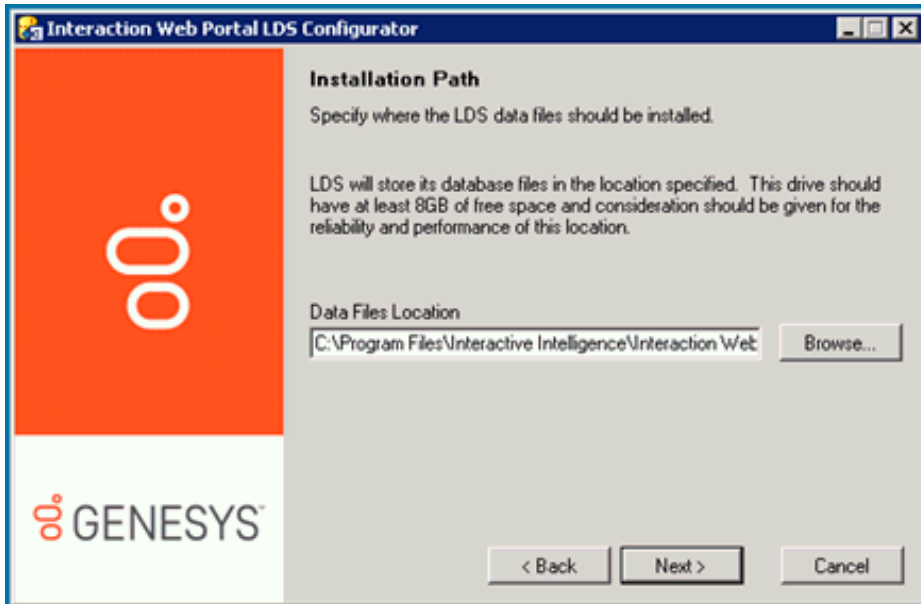 Interaction Web Portal LDS Configurator
Installation Path
Specify where the LDS data files should be installed.
LDS will store its database files in the location specified. This drive should
have at least 8GB of free space and consideration should be given for the
reliability and performance of this location.
Data Files Location
C:\Program Files\Interactive Intelligence\Interaction Web
Browse...
GENESYS™
< Back
Next >
Cancel